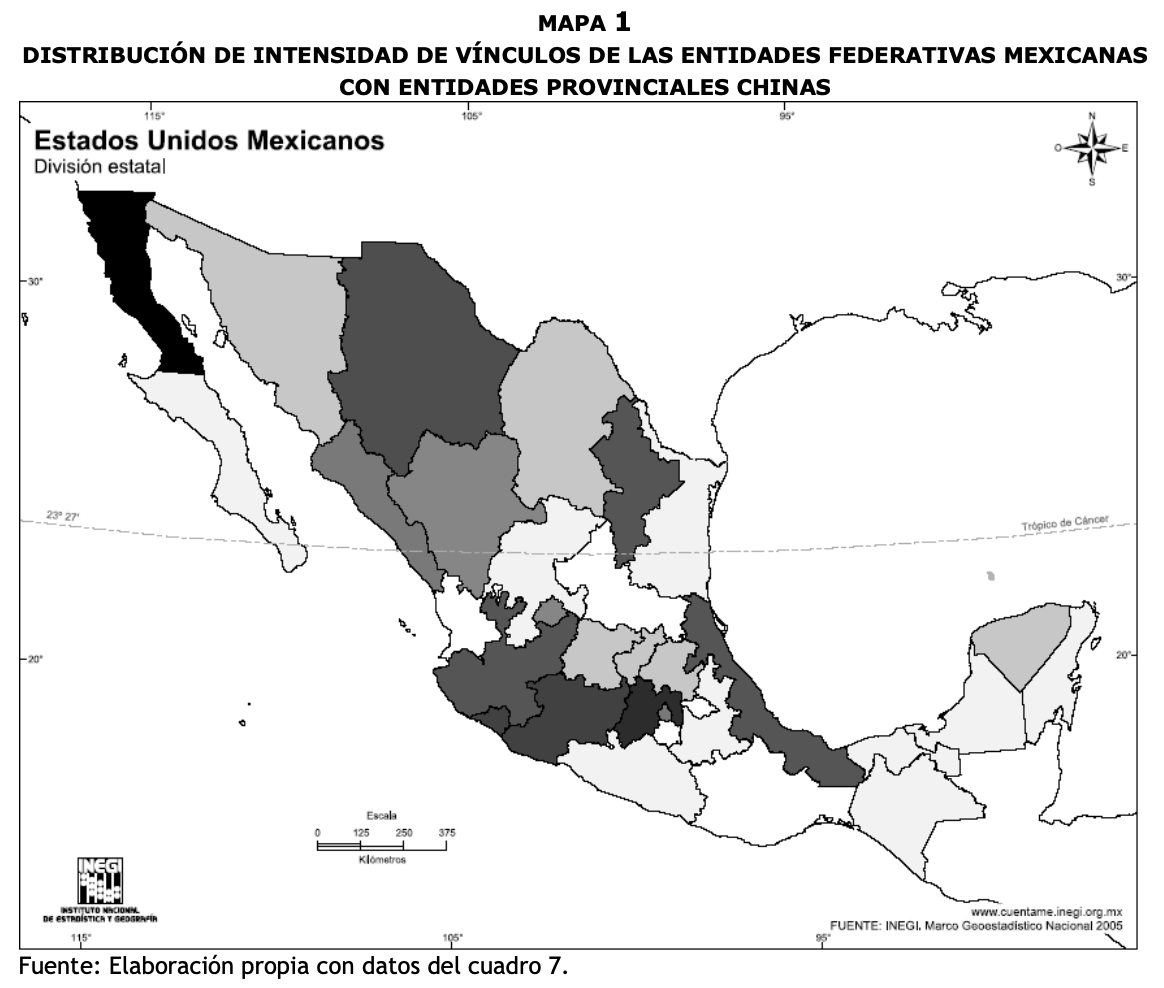 MAPA 1
DISTRIBUCIÓN DE INTENSIDAD DE VÍNCULOS DE LAS ENTIDADES FEDERATIVAS MEXICANAS
CON ENTIDADES PROVINCIALES CHINAS
115° 105° 95°
Estados Unidos Mexicanos
División estatal
N
O E
S
30° 30°
23° 27'
Trópico de Cáncer
20° 20°
Escala
0 125 250 375
Kilómetros
INEGI
INSTITUTO NACIONAL
DE ESTADÍSTICA Y GEOGRAFÍA
www.cuentame.inegi.org.mx
FUENTE: INEGI. Marco Geoestadístico Nacional 2005
115° 105° 95°
Fuente: Elaboración propia con datos del cuadro 7.